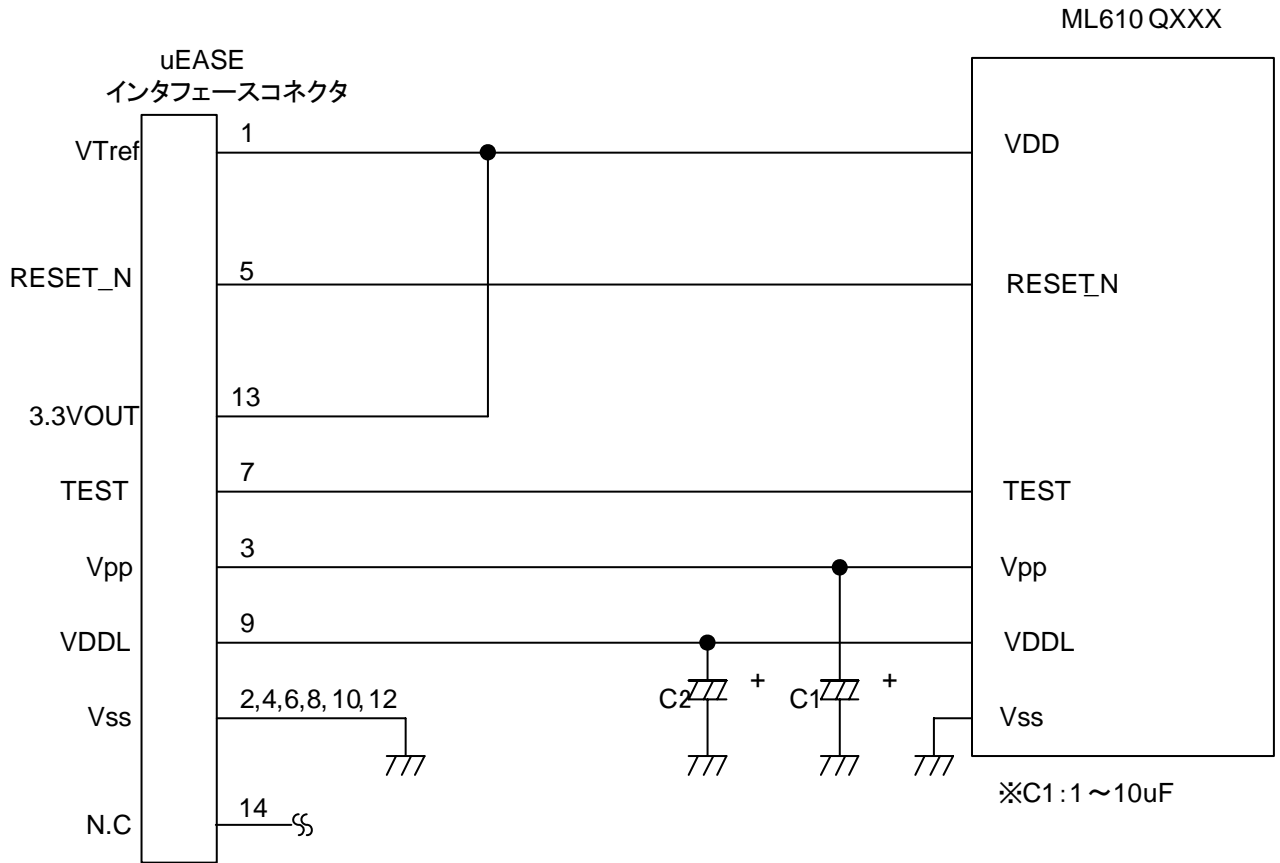 ML610 QXXX
uEASE
インタフェースコネクタ
VTref 1 VDD
RESET_N 5 RESET_N
3.3VOUT 13
TEST 7 TEST
Vpp 3 Vpp
VDDL 9 VDDL
C2 + C1 +
Vss 2,4,6,8,10,12 Vss
※C1:1～10uF
N.C 14